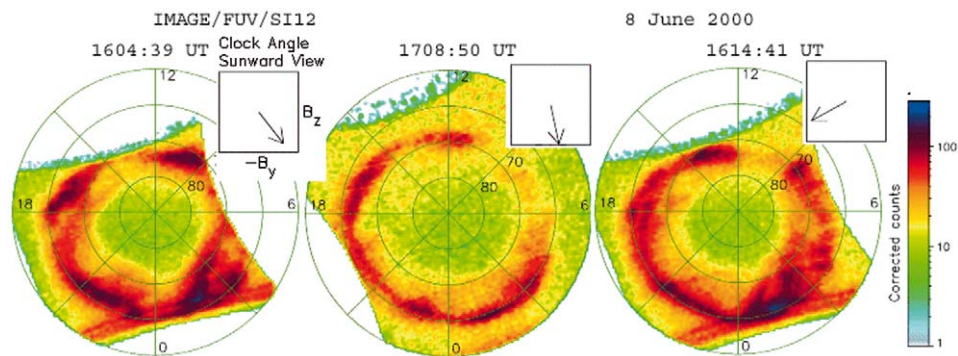 IMAGE/FUV/SI12 8 June 2000
1604:39 UT 1708:50 UT 1614:41 UT
Clock Angle
Sunward View
Bz
−By
12
80
18
0
12
70
80
18
6
0
12
70
80
18
6
0
Corrected counts
100
10
1